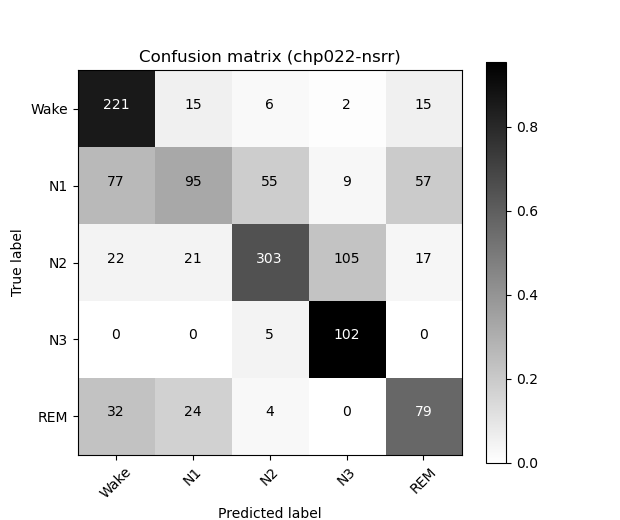 Confusion matrix (chp022-nsrr)
Wake 221 15 6 2 15
N1 77 95 55 9 57
N2 22 21 303 105 17
N3 0 0 5 102 0
REM 32 24 4 0 79
Wake N1 N2 N3 REM
Predicted label
True label
0.8
0.6
0.4
0.2
0.0